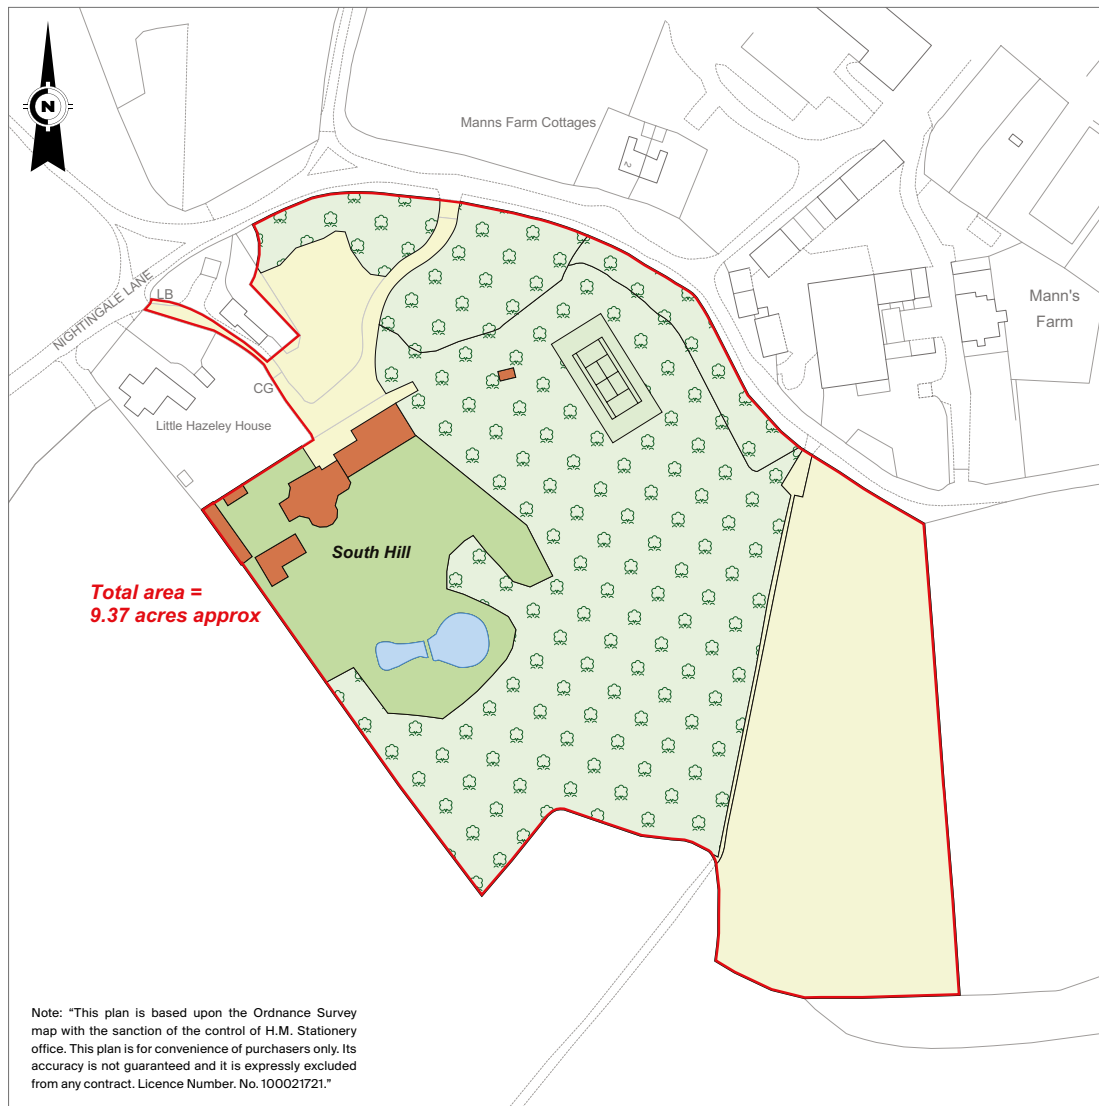 N
Manns Farm Cottages
2
NIGHTINGALE LANE
LB
Mann's
Farm
CG
Little Hazeley House
South Hill
Total area =
9.37 acres approx
Note: “This plan is based upon the Ordnance Survey
map with the sanction of the control of H.M. Stationery
office. This plan is for convenience of purchasers only. Its
accuracy is not guaranteed and it is expressly excluded
from any contract. Licence Number. No. 100021721.”